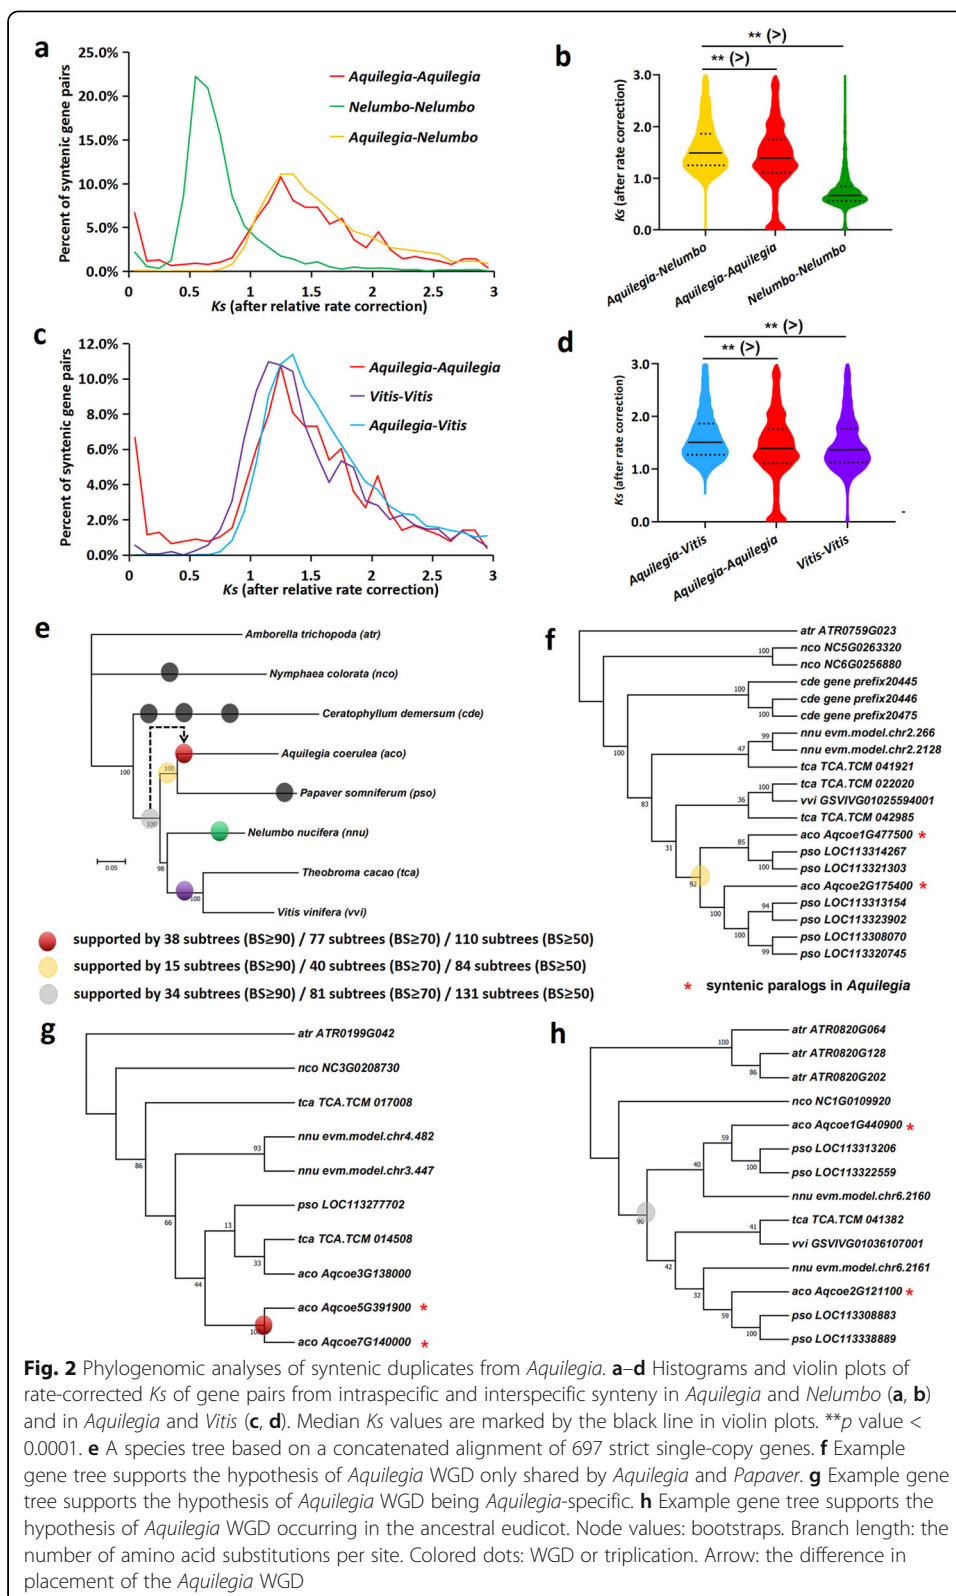 a
25.0%
20.0%
15.0%
10.0%
5.0%
0.0%
Percent of syntenic gene pairs
Aquilegia-Aquilegia
Nelumbo-Nelumbo
Aquilegia-Nelumbo
0 0.5 1 1.5 2 2.5 3
Ks (after relative rate correction)
b
** (>)
** (>)
3.0
2.0
1.0
0.0
Ks (after rate correction)
Aquilegia-Nelumbo
Aquilegia-Aquilegia
Nelumbo-Nelumbo
c
12.0%
10.0%
8.0%
6.0%
4.0%
2.0%
0.0%
Percent of syntenic gene pairs
Aquilegia-Aquilegia
Vitis-Vitis
Aquilegia-Vitis
0 0.5 1 1.5 2 2.5 3
Ks (after relative rate correction)
d
** (>)
** (>)
3.0
2.0
1.0
0.0
Ks (after rate correction)
Aquilegia-Vitis
Aquilegia-Aquilegia
Vitis-Vitis
e
Amborella trichopoda (atr)
Nymphaea colorata (nco)
Ceratophyllum demersum (cde)
Aquilegia coerulea (aco)
100
100
Papaver somniferum (pso)
100
Nelumbo nucifera (nnu)
0.05
98
Theobroma cacao (tca)
100
Vitis vinifera (vvi)
supported by 38 subtrees (BS≥90) / 77 subtrees (BS≥70) / 110 subtrees (BS≥50)
supported by 15 subtrees (BS≥90) / 40 subtrees (BS≥70) / 84 subtrees (BS≥50)
supported by 34 subtrees (BS≥90) / 81 subtrees (BS≥70) / 131 subtrees (BS≥50)
f
atr ATR0759G023
100
nco NC5G0263320
nco NC6G0256880
cde gene prefix20445
100
cde gene prefix20446
100
cde gene prefix20475
99
nnu evm.model.chr2.266
100
47
nnu evm.model.chr2.2128
tca TCA.TCM 041921
83
tca TCA.TCM 022020
100
36
vvi GSVIVG01025594001
tca TCA.TCM 042985
31
aco Aqcoe1G477500 *
85
pso LOC113314267
100
pso LOC113321303
92
aco Aqcoe2G175400 *
94
pso LOC113313154
100
pso LOC113323902
100
pso LOC113308070
99
pso LOC113320745
* syntenic paralogs in Aquilegia
g
atr ATR0199G042
nco NC3G0208730
tca TCA.TCM 017008
nnu evm.model.chr4.482
93
86
nnu evm.model.chr3.447
pso LOC113277702
66
13
tca TCA.TCM 014508
33
aco Aqcoe3G138000
44
aco Aqcoe5G391900 *
aco Aqcoe7G140000 *
h
atr ATR0820G064
100
atr ATR0820G128
86
atr ATR0820G202
nco NC1G0109920
aco Aqcoe1G440900 *
59
pso LOC113313206
40
100
pso LOC113322559
nnu evm.model.chr6.2160
96
tca TCA.TCM 041382
41
vvi GSVIVG01036107001
42
nnu evm.model.chr6.2161
32
aco Aqcoe2G121100 *
59
pso LOC113308883
100
pso LOC113338889
Fig. 2 Phylogenomic analyses of syntenic duplicates from Aquilegia. a–d Histograms and violin plots of
rate-corrected Ks of gene pairs from intraspecific and interspecific synteny in Aquilegia and Nelumbo (a, b)
and in Aquilegia and Vitis (c, d). Median Ks values are marked by the black line in violin plots. **p value <
0.0001. e A species tree based on a concatenated alignment of 697 strict single-copy genes. f Example
gene tree supports the hypothesis of Aquilegia WGD only shared by Aquilegia and Papaver. g Example gene
tree supports the hypothesis of Aquilegia WGD being Aquilegia-specific. h Example gene tree supports the
hypothesis of Aquilegia WGD occurring in the ancestral eudicot. Node values: bootstraps. Branch length: the
number of amino acid substitutions per site. Colored dots: WGD or triplication. Arrow: the difference in
placement of the Aquilegia WGD